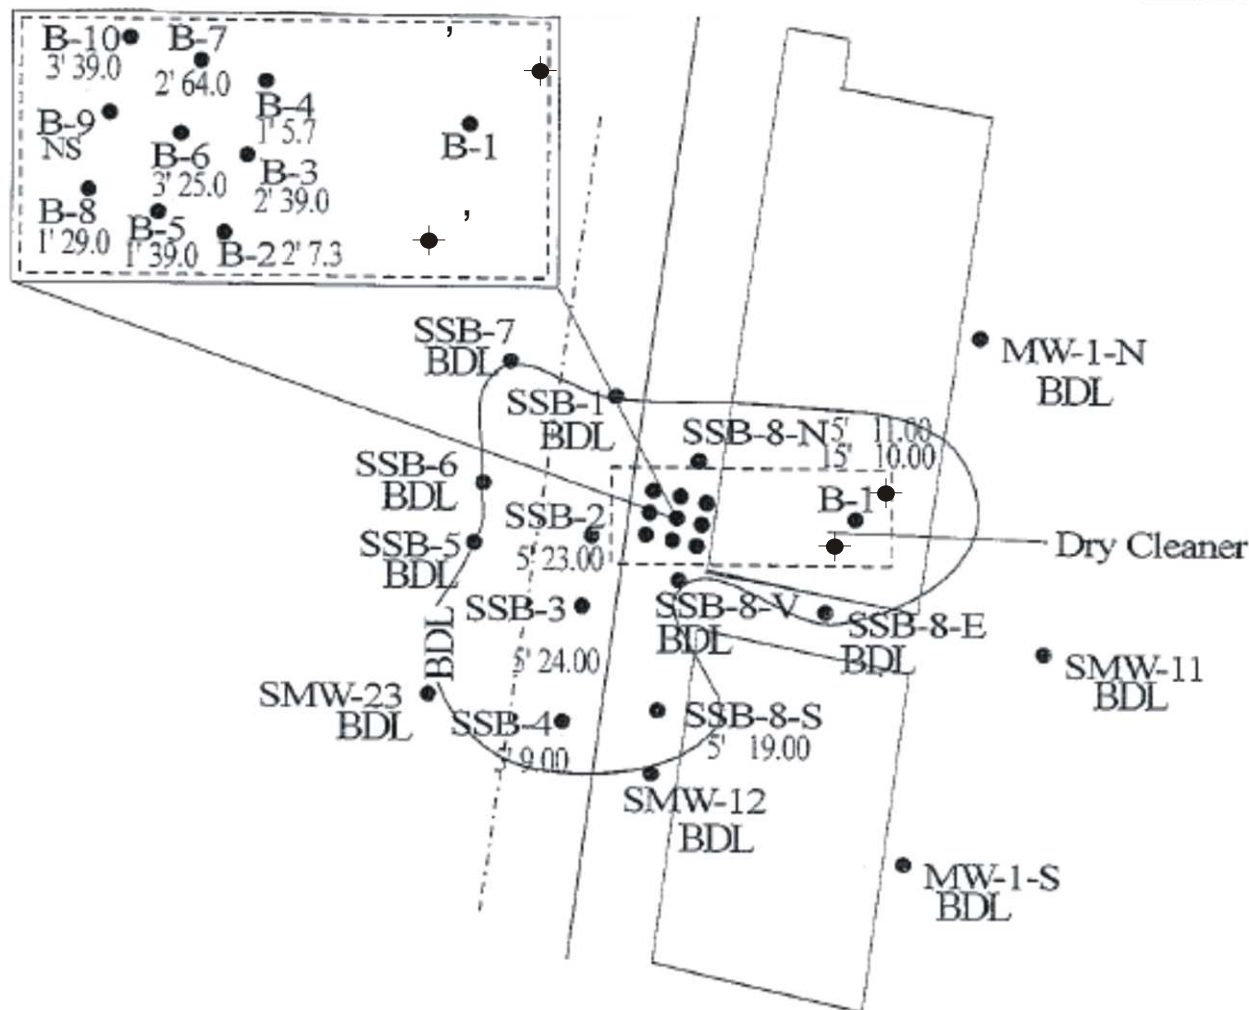 B-10
3' 39.0
B-7
2' 64.0
B-4
1' 5.7
B-9
NS
B-6
3' 25.0
B-3
2' 39.0
B-1
B-8
1' 29.0
B-5
1' 39.0
B-2 2' 7.3
,
,
SSB-7
BDL
MW-1-N
BDL
SSB-1
BDL
SSB-8-N 5' 11.00
15' 10.00
SSB-6
BDL
B-1
SSB-2
5' 23.00
SSB-5
BDL
Dry Cleaner
SSB-3
5' 24.00
BDL
SSB-8-V
BDL
SSB-8-E
BDL
SMW-11
BDL
SMW-23
BDL
SSB-4
9.00
SSB-8-S
5' 19.00
SMW-12
BDL
MW-1-S
BDL